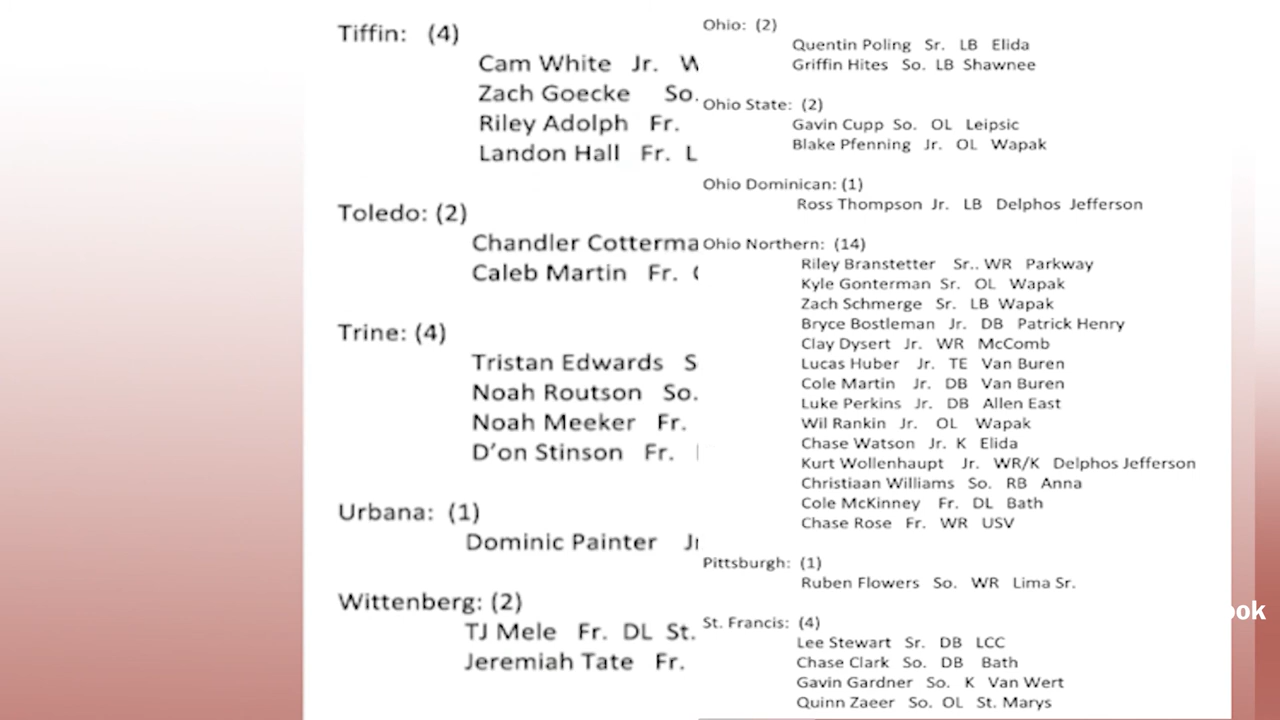 Tiffin: (4)
Cam White Jr.
Zach Goecke So.
Riley Adolph Fr.
Landon Hall Fr. L
Toledo: (2)
Chandler Cotterma
Caleb Martin Fr.
Trine: (4)
Tristan Edwards S
Noah Routson So.
Noah Meeker Fr.
D'on Stinson Fr.
Urbana: (1)
Dominic Painter
Wittenberg: (2)
TJ Mele Fr. DL St.
Jeremiah Tate Fr.
Ohio: (2)
Quentin Poling Sr. LB Elida
Griffin Hites So. LB Shawnee
Ohio State: (2)
Gavin Cupp So. OL Leipsic
Blake Pfenning Jr. OL Wapak
Ohio Dominican: (1)
Ross Thompson Jr. LB Delphos Jefferson
Ohio Northern: (14)
Riley Branstetter Sr.. WR Parkway
Kyle Gonterman Sr. OL Wapak
Zach Schmerge Sr. LB Wapak
Bryce Bostleman Jr. DB Patrick Henry
Clay Dysert Jr. WR McComb
Lucas Huber Jr. TE Van Buren
Cole Martin Jr. DB Van Buren
Luke Perkins Jr. DB Allen East
Wil Rankin Jr. OL Wapak
Chase Watson Jr. K Elida
Kurt Wollenhaupt Jr. WR/K Delphos Jefferson
Christiaan Williams So. RB Anna
Cole McKinney Fr. DL Bath
Chase Rose Fr. WR USV
Pittsburgh: (1)
Ruben Flowers So. WR Lima Sr.
St. Francis: (4)
Lee Stewart Sr. DB LCC
Chase Clark So. DB Bath
Gavin Gardner So. K Van Wert
Quinn Zaeer So. OL St. Marys
ook